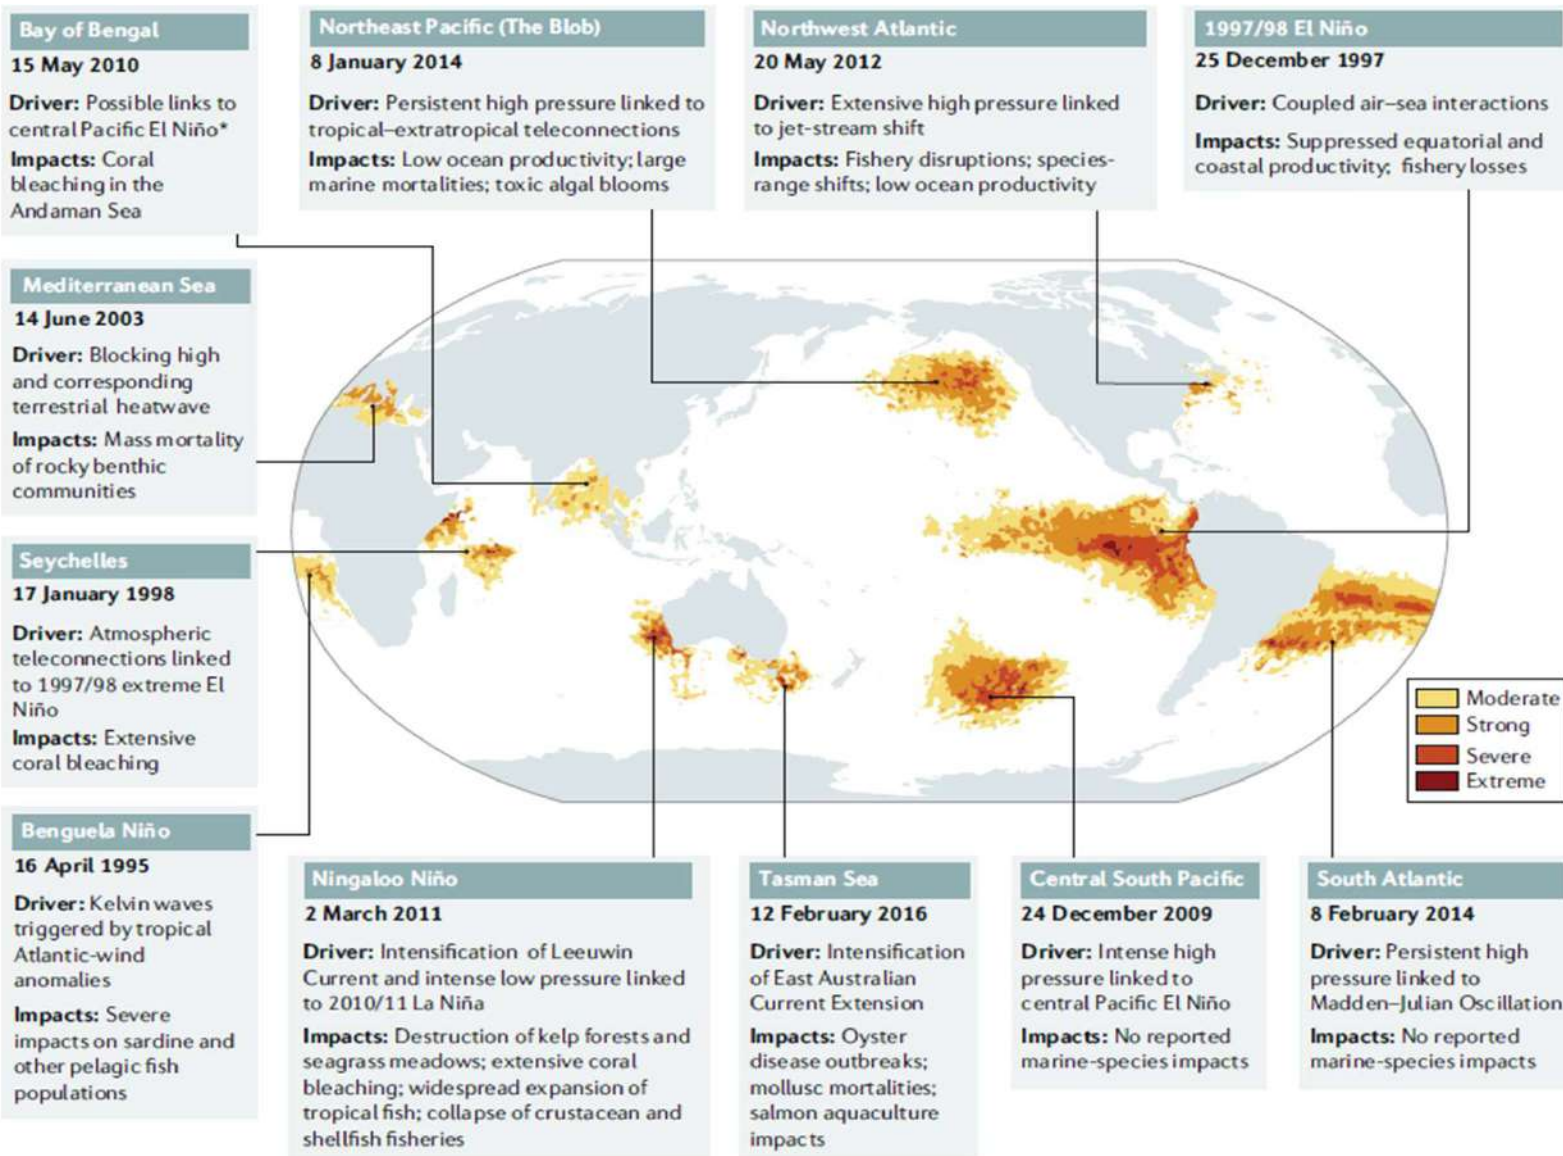 Bay of Bengal
15 May 2010
Driver: Possible links to
central Pacific El Niño*
Impacts: Coral
bleaching in the
Andaman Sea
Northeast Pacific (The Blob)
8 January 2014
Driver: Persistent high pressure linked to
tropical–extratropical teleconnections
Impacts: Low ocean productivity; large
marine mortalities; toxic algal blooms
Northwest Atlantic
20 May 2012
Driver: Extensive high pressure linked
to jet-stream shift
Impacts: Fishery disruptions; species-
range shifts; low ocean productivity
1997/98 El Niño
25 December 1997
Driver: Coupled air–sea interactions
Impacts: Suppressed equatorial and
coastal productivity; fishery losses
Mediterranean Sea
14 June 2003
Driver: Blocking high
and corresponding
terrestrial heatwave
Impacts: Mass mortality
of rocky benthic
communities
Seychelles
17 January 1998
Driver: Atmospheric
teleconnections linked
to 1997/98 extreme El
Niño
Impacts: Extensive
coral bleaching
Moderate
Strong
Severe
Extreme
Benguela Niño
16 April 1995
Driver: Kelvin waves
triggered by tropical
Atlantic-wind
anomalies
Impacts: Severe
impacts on sardine and
other pelagic fish
populations
Ningaloo Niño
2 March 2011
Driver: Intensification of Leeuwin
Current and intense low pressure linked
to 2010/11 La Niña
Impacts: Destruction of kelp forests and
seagrass meadows; extensive coral
bleaching; widespread expansion of
tropical fish; collapse of crustacean and
shellfish fisheries
Tasman Sea
12 February 2016
Driver: Intensification
of East Australian
Current Extension
Impacts: Oyster
disease outbreaks;
mollusc mortalities;
salmon aquaculture
impacts
Central South Pacific
24 December 2009
Driver: Intense high
pressure linked to
central Pacific El Niño
Impacts: No reported
marine-species impacts
South Atlantic
8 February 2014
Driver: Persistent high
pressure linked to
Madden–Julian Oscillation
Impacts: No reported
marine-species impacts